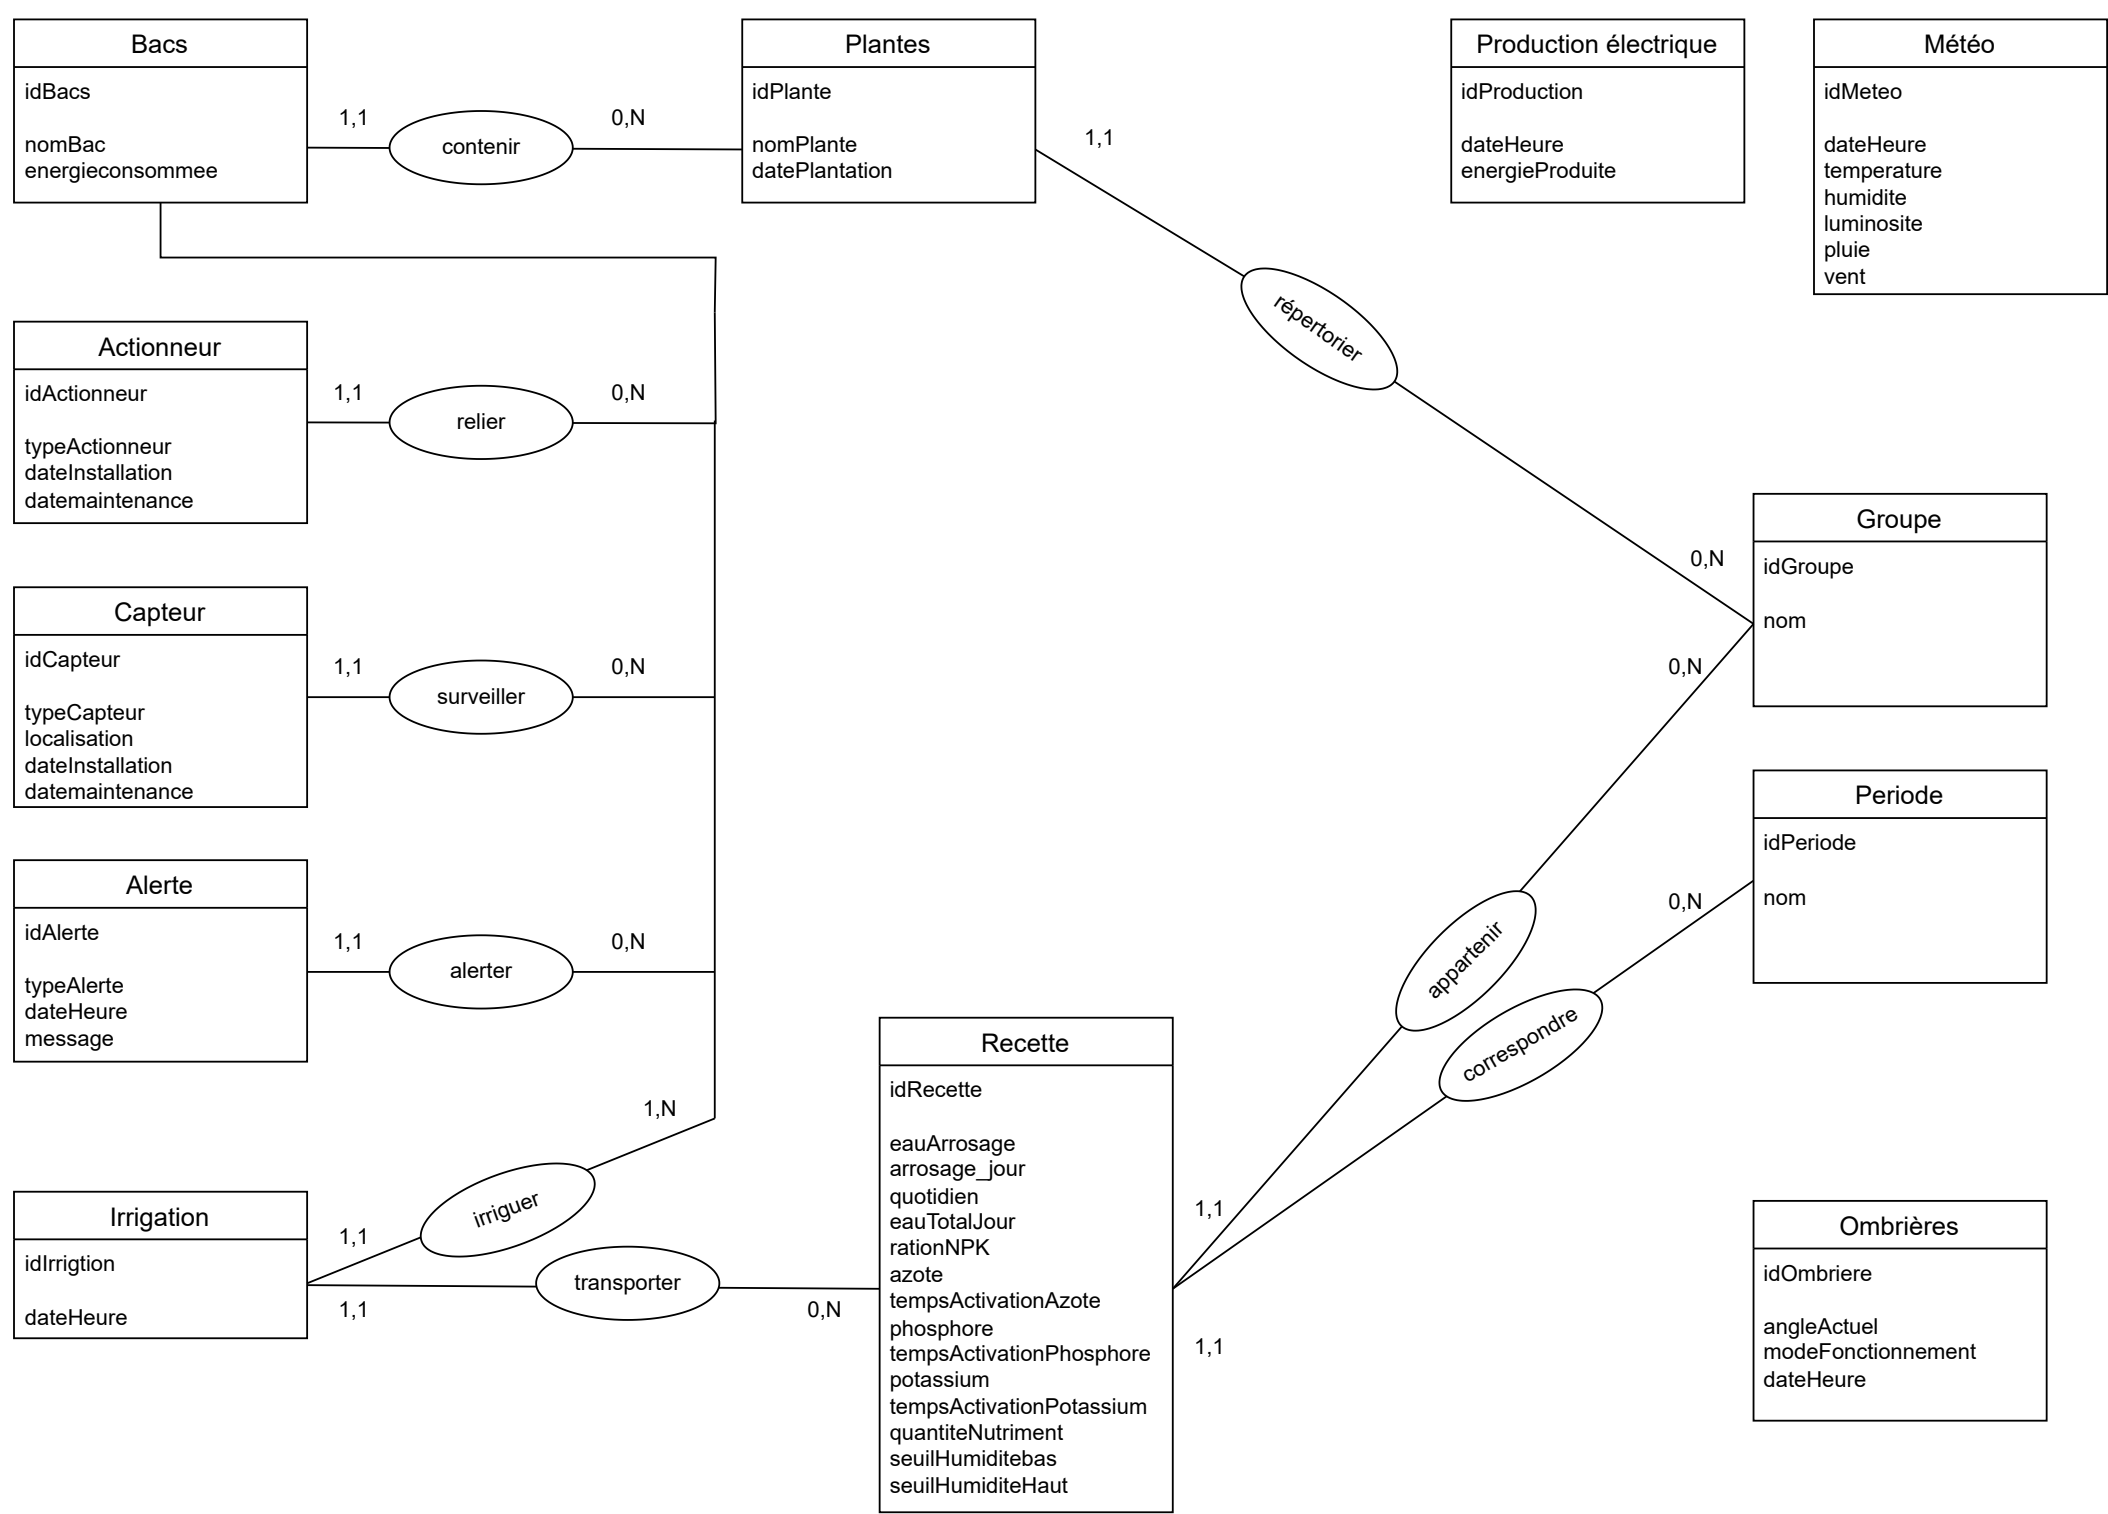 Bacs
idBacs
nomBac
energieconsommee
1,1
contenir
0,N
Plantes
idPlante
nomPlante
datePlantation
1,1
répertorier
0,N
Production électrique
idProduction
dateHeure
energieProduite
Météo
idMeteo
dateHeure
temperature
humidite
luminosite
pluie
vent
Actionneur
idActionneur
typeActionneur
dateInstallation
datemaintenance
1,1
relier
0,N
Groupe
idGroupe
nom
0,N
Capteur
idCapteur
typeCapteur
localisation
dateInstallation
datemaintenance
1,1
surveiller
0,N
Periode
idPeriode
nom
0,N
appartenir
correspondre
Alerte
idAlerte
typeAlerte
dateHeure
message
1,1
alerter
0,N
1,N
irriguer
1,1
Irrigation
idIrrigtion
dateHeure
1,1
transporter
0,N
Recette
idRecette
eauArrosage
arrosage_jour
quotidien
eauTotalJour
rationNPK
azote
tempsActivationAzote
phosphore
tempsActivationPhosphore
potassium
tempsActivationPotassium
quantiteNutriment
seuilHumiditebas
seuilHumiditeHaut
1,1
1,1
Ombrières
idOmbriere
angleActuel
modeFonctionnement
dateHeure